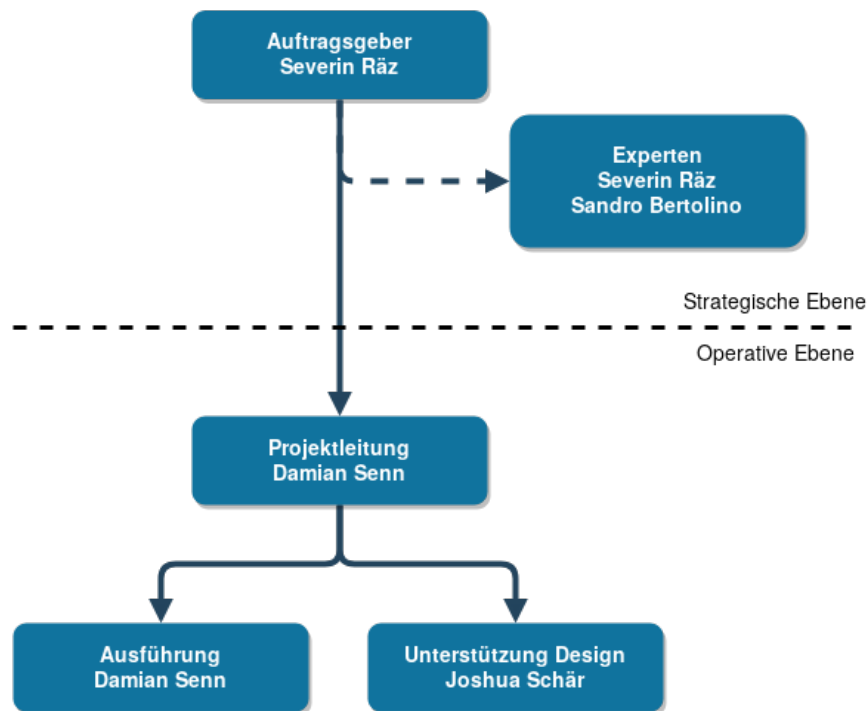 Auftragsgeber
Severin Räz
Experten
Severin Räz
Sandro Bertolino
Strategische Ebene
Operative Ebene
Projektleitung
Damian Senn
Ausführung
Damian Senn
Unterstützung Design
Joshua Schär